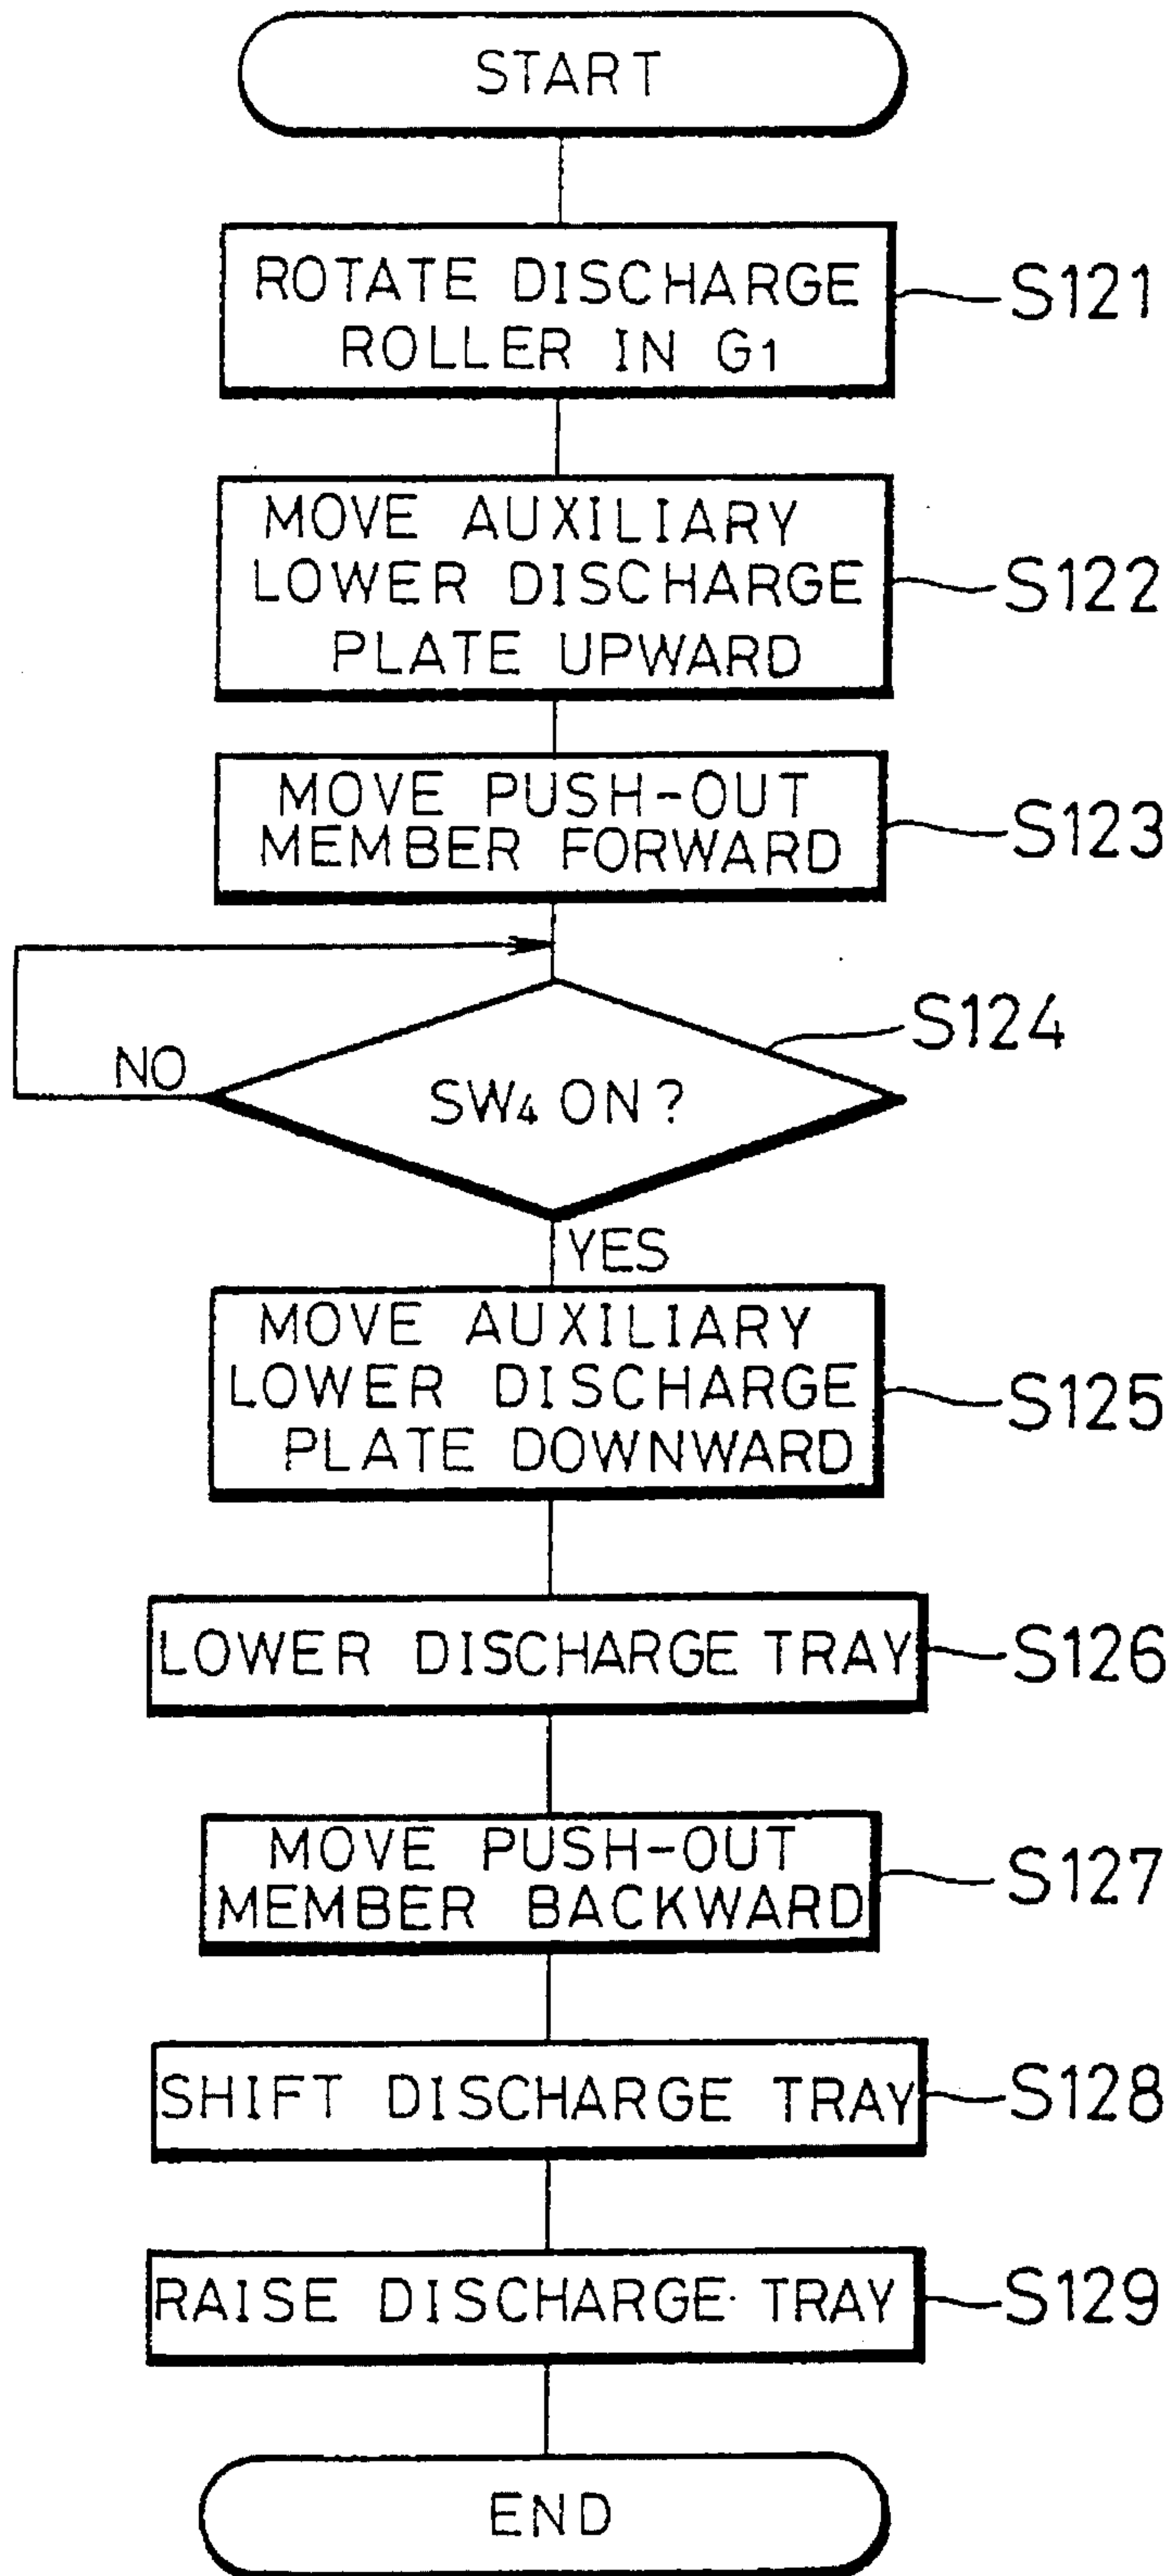 START
ROTATE DISCHARGE
ROLLER IN G1
S121
MOVE AUXILIARY
LOWER DISCHARGE
PLATE UPWARD
S122
MOVE PUSH-OUT
MEMBER FORWARD
S123
S124
NO
SW4 ON?
YES
MOVE AUXILIARY
LOWER DISCHARGE
PLATE DOWNWARD
S125
LOWER DISCHARGE TRAY
S126
MOVE PUSH-OUT
MEMBER BACKWARD
S127
SHIFT DISCHARGE TRAY
S128
RAISE DISCHARGE TRAY
S129
END